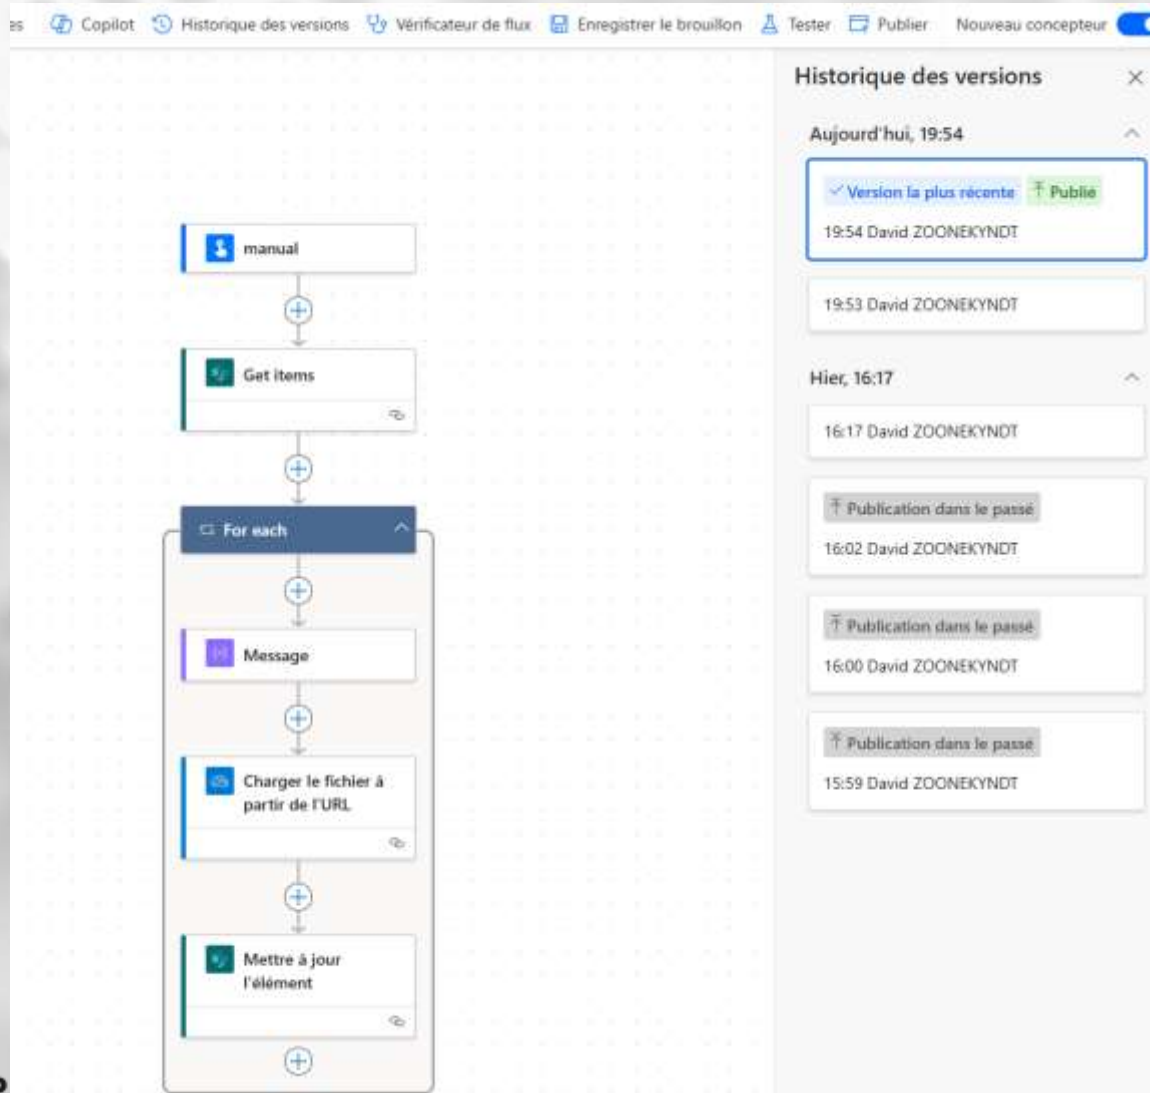 es Copilot Historique des versions Vérificateur de flux Enregistrer le brouillon Tester Publier Nouveau concepteur
Historique des versions
Aujourd'hui, 19:54
Version la plus récente Publié
19:54 David ZOONEKYNDT
19:53 David ZOONEKYNDT
Hier, 16:17
16:17 David ZOONEKYNDT
Publication dans le passé
16:02 David ZOONEKYNDT
Publication dans le passé
16:00 David ZOONEKYNDT
Publication dans le passé
15:59 David ZOONEKYNDT
manual
Get items
For each
Message
Charger le fichier à
partir de l'URL
Mettre à jour
l'élément